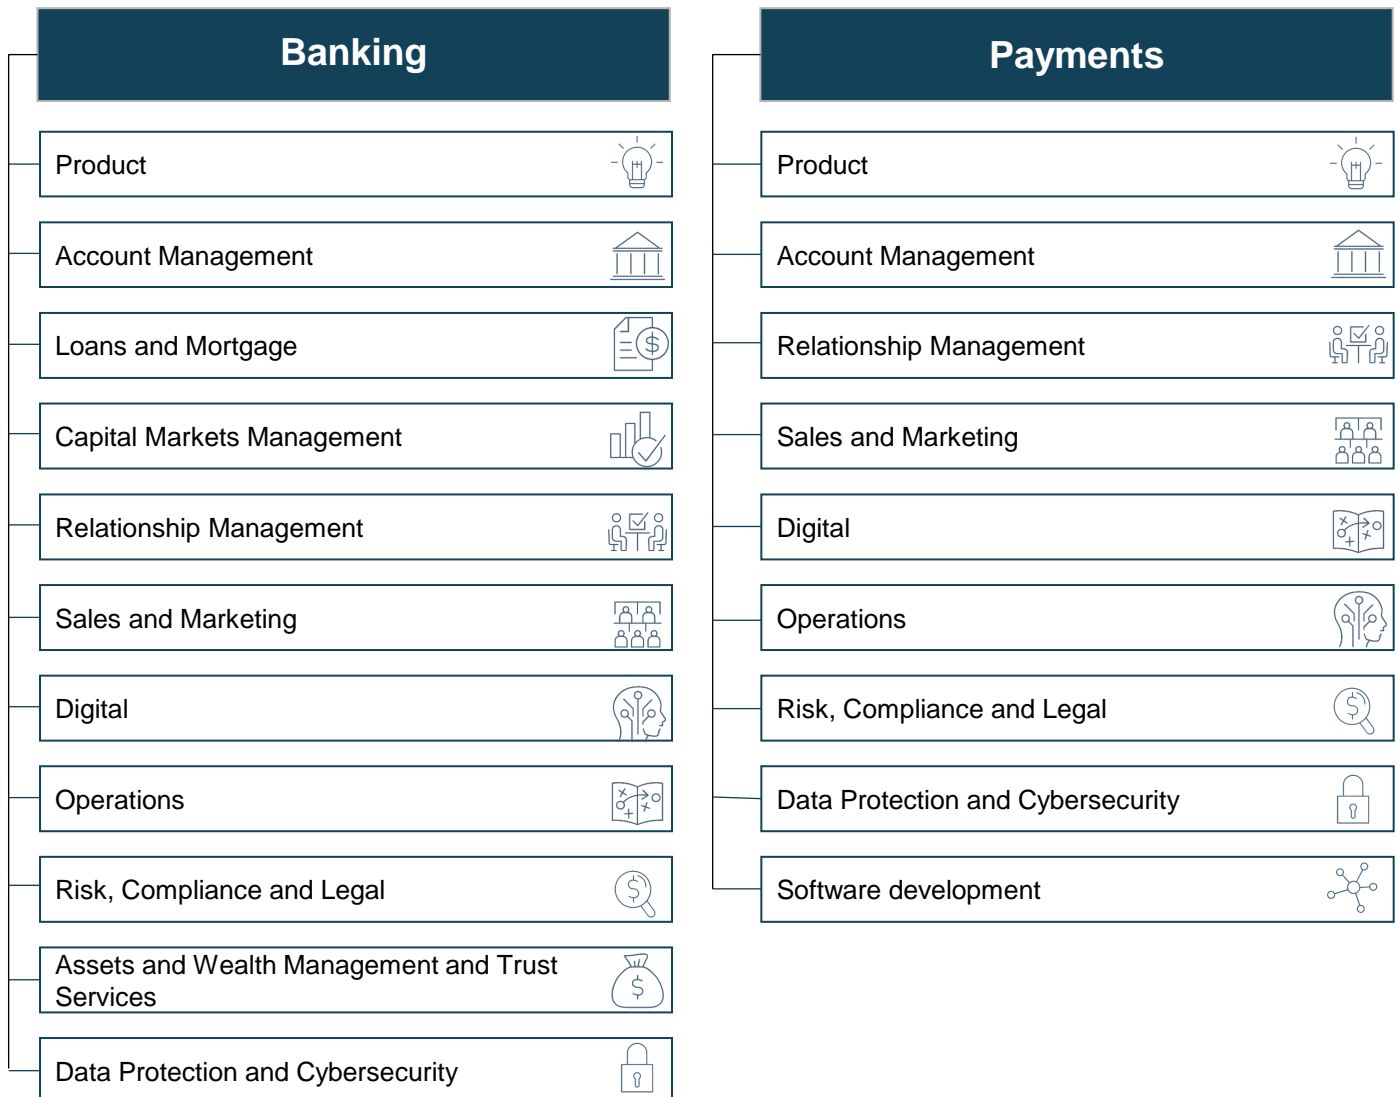 Banking
Product
Account Management
Loans and Mortgage
Capital Markets Management
Relationship Management
Sales and Marketing
Digital
Operations
Risk, Compliance and Legal
Assets and Wealth Management and Trust
Services
Data Protection and Cybersecurity
Payments
Product
Account Management
Relationship Management
Sales and Marketing
Digital
Operations
Risk, Compliance and Legal
Data Protection and Cybersecurity
Software development